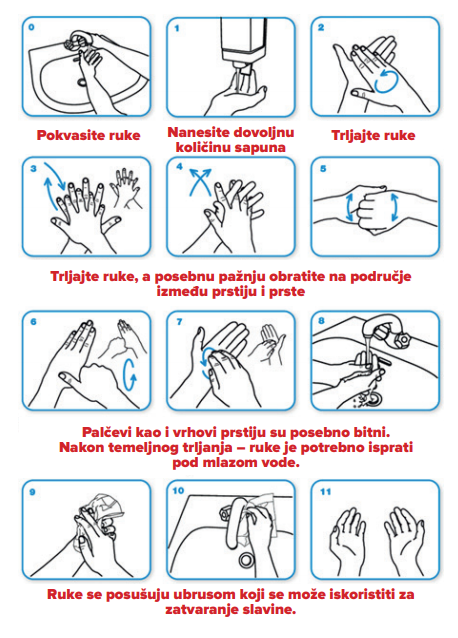 0
1
2
Pokvasite ruke
Nanesite dovoljnu
količinu sapuna
Trljajte ruke
3
4
5
Trljajte ruke, a posebnu pažnju obratite na područje
između prstiju i prste
6
7
8
Palčevi kao i vrhovi prstiju su posebno bitni.
Nakon temeljnog trljanja – ruke je potrebno isprati
pod mlazom vode.
9
10
11
Ruke se posušuju ubrusom koji se može iskoristiti za
zatvaranje slavine.